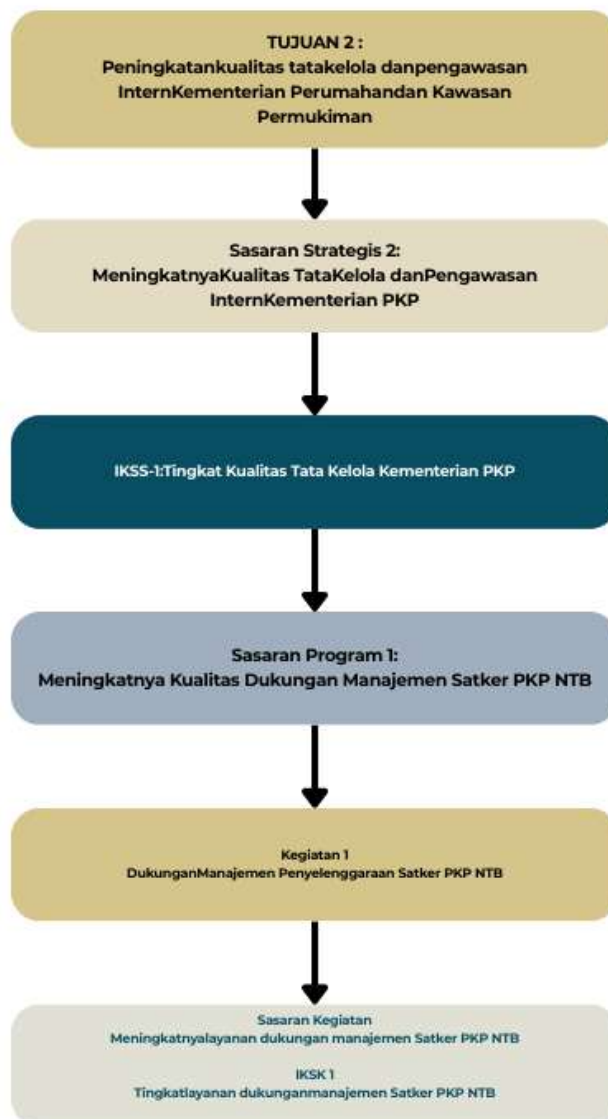 TUJUAN 2 :
Peningkatankualitas tatakelola danpengawasan
InternKementerian Perumahandan Kawasan
Permukiman
Sasaran Strategis 2:
MeningkatnyaKualitas TataKelola danPengawasan
InternKementerian PKP
IKSS-1:Tingkat Kualitas Tata Kelola Kementerian PKP
Sasaran Program 1:
Meningkatnya Kualitas Dukungan Manajemen Satker PKP NTB
Kegiatan 1
DukunganManajemen Penyelenggaraan Satker PKP NTB
Sasaran Kegiatan
Meningkatnyalayanan dukungan manajemen Satker PKP NTB
IKSK 1
Tingkatlayanan dukunganmanajemen Satker PKP NTB